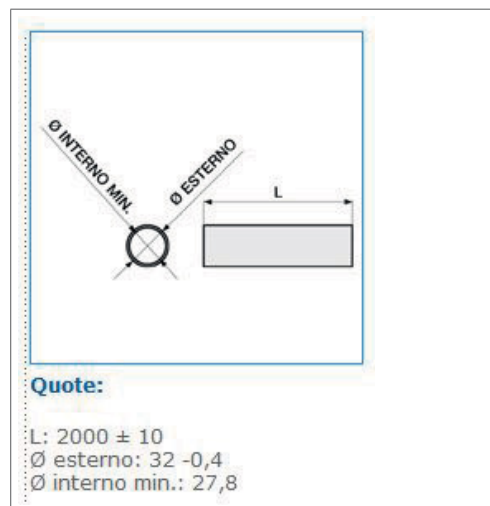 Ø INTERNO MIN.
Ø ESTERNO
L
Quote:
L: 2000 ± 10
Ø esterno: 32 -0,4
Ø interno min.: 27,8